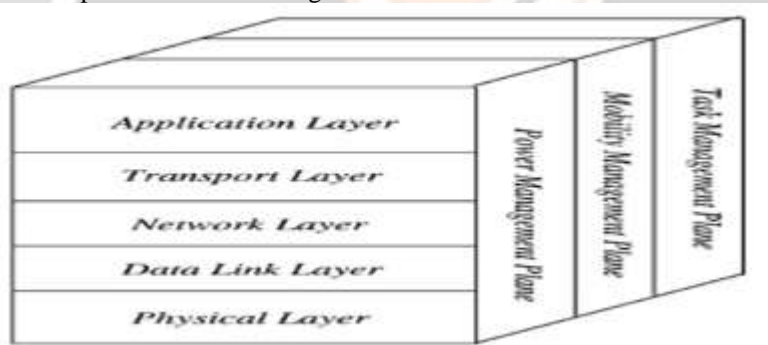 Application Layer
Transport Layer
Network Layer
Data Link Layer
Physical Layer
Power Management Plane
Mobility Management Plane
Task Management Plane